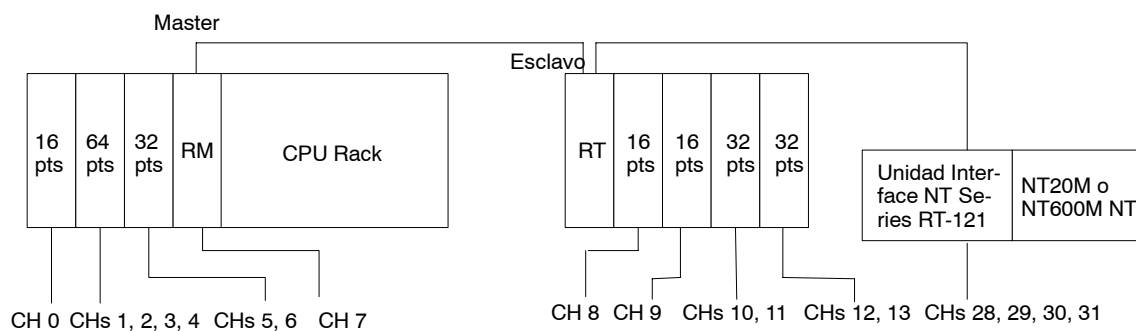 Master
Esclavo
16
pts
64
pts
32
pts
RM
CPU Rack
RT
16
pts
16
pts
32
pts
32
pts
Unidad Inter-
face NT Se-
ries RT-121
NT20M o
NT600M NT
CH 0
CHs 1, 2, 3, 4
CHs 5, 6
CH 7
CH 8
CH 9
CHs 10, 11
CHs 12, 13
CHs 28, 29, 30, 31